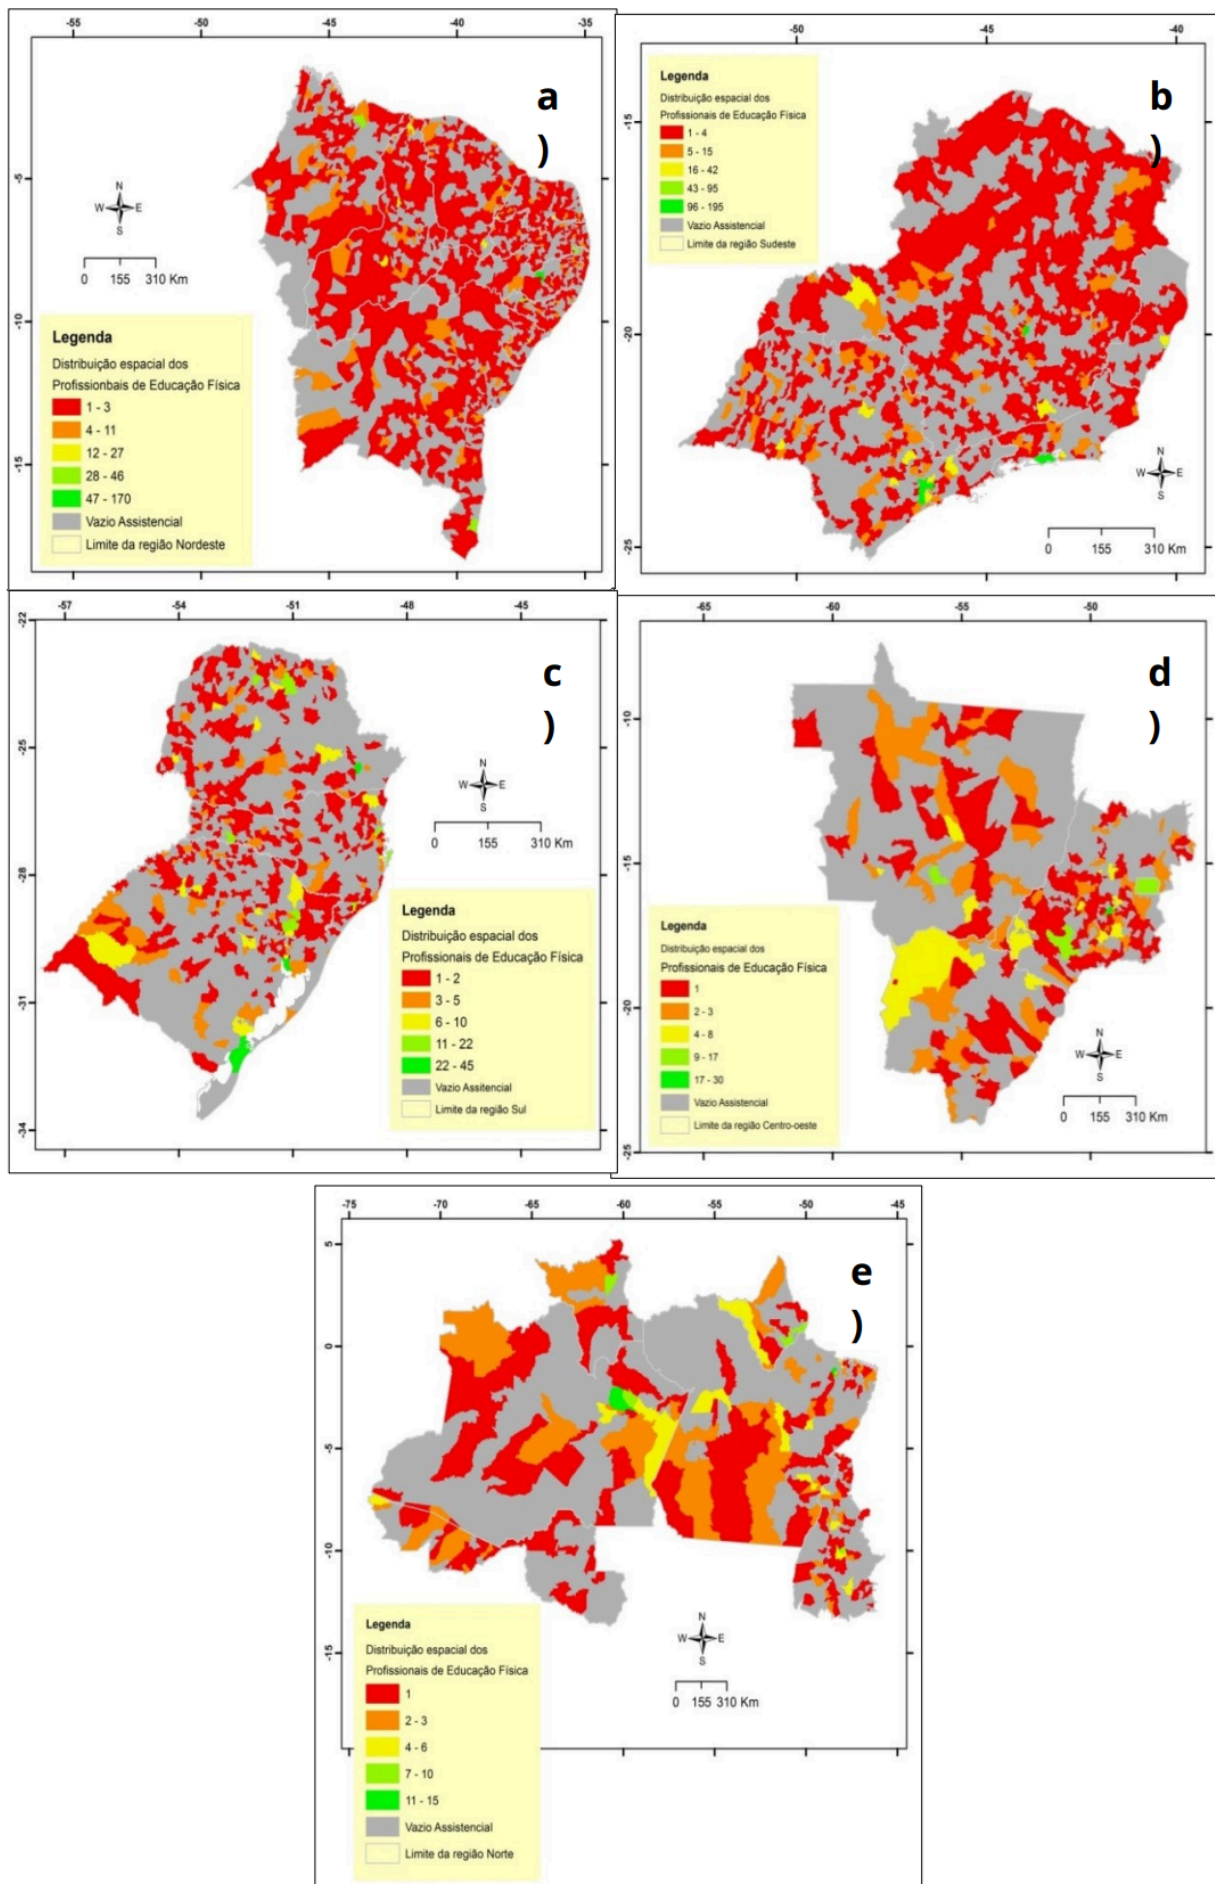 -55 -50 -45 -40 -35
a
)
-5
-10
-15
N
W E
S
0 155 310 Km
Legenda
Distribuição espacial dos
Profissionbais de Educação Física
1 - 3
4 - 11
12 - 27
28 - 46
47 - 170
Vazio Assistencial
Limite da região Nordeste
-50 -45 -40
b
)
-15
-20
-25
Legenda
Distribuição espacial dos
Profissionais de Educação Física
1 - 4
5 - 15
16 - 42
43 - 95
96 - 195
Vazio Assistencial
Limite da região Sudeste
N
W E
S
0 155 310 Km
-57 -54 -51 -48 -45
c
)
-22
-25
-28
-31
-34
N
W E
S
0 155 310 Km
Legenda
Distribuição espacial dos
Profissionais de Educação Física
1 - 2
3 - 5
6 - 10
11 - 22
22 - 45
Vazio Assitencial
Limite da região Sul
-65 -60 -55 -50
d
)
-10
-15
-20
-25
Legenda
Distribuição espacial dos
Profissionais de Educação Física
1
2 - 3
4 - 8
9 - 17
17 - 30
Vazio Assistencial
Limite da região Centro-oeste
N
W E
S
0 155 310 Km
-75 -70 -65 -60 -55 -50 -45
e
)
5
0
-5
-10
-15
N
W E
S
0 155 310 Km
Legenda
Distribuição espacial dos
Profissionais de Educação Física
1
2 - 3
4 - 6
7 - 10
11 - 15
Vazio Assistencial
Limite da região Norte